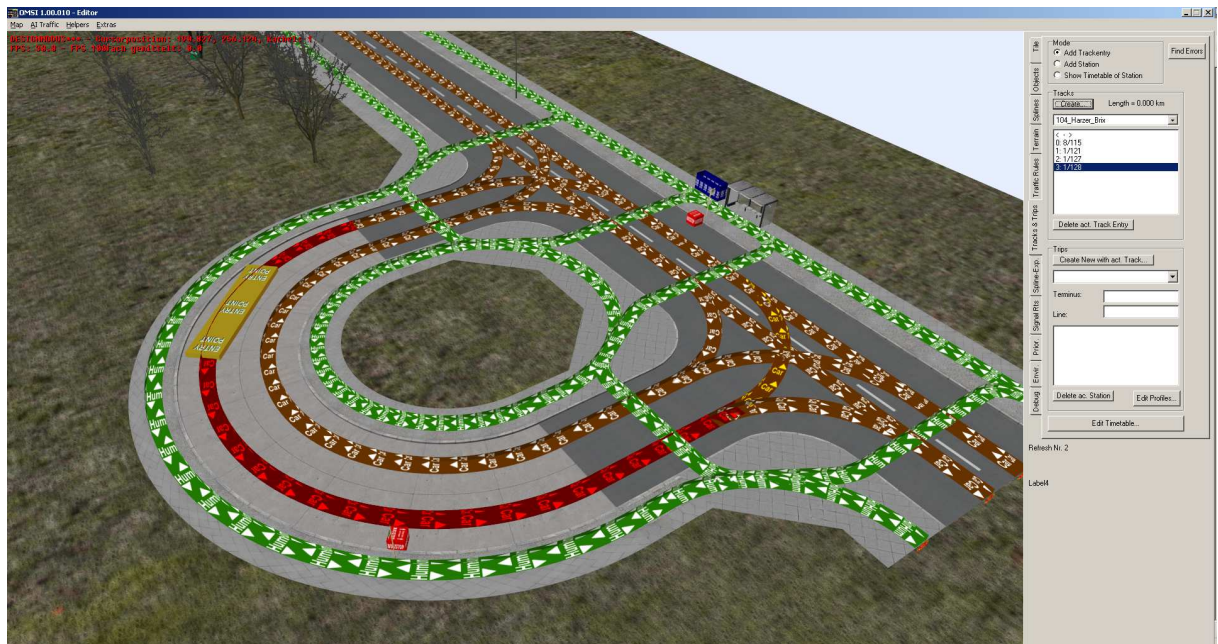 OMSI 1.00.010 - Editor
Map AI Traffic Helpers Extras
ENTRY POINT
ENTRY POINT
ENTRY POINT
Hum
Car
Tile
Objects
Splines
Terrain
Traffic Rules
Tracks & Trips
Spline-Exp.
Signal Rts
Prior.
Envir.
Debug
Mode
Add Trackentry
Add Station
Show Timetable of Station
Find Errors
Tracks
Create... Length = 0.000 km
104_Harzer_Brix
< - >
0: 8/115
1: 1/121
2: 1/127
3: 1/128
Delete act. Track Entry
Trips
Create New with act. Track...
Terminus:
Line:
Delete ac. Station Edit Profiles...
Edit Timetable...
Refresh Nr. 2
Label4